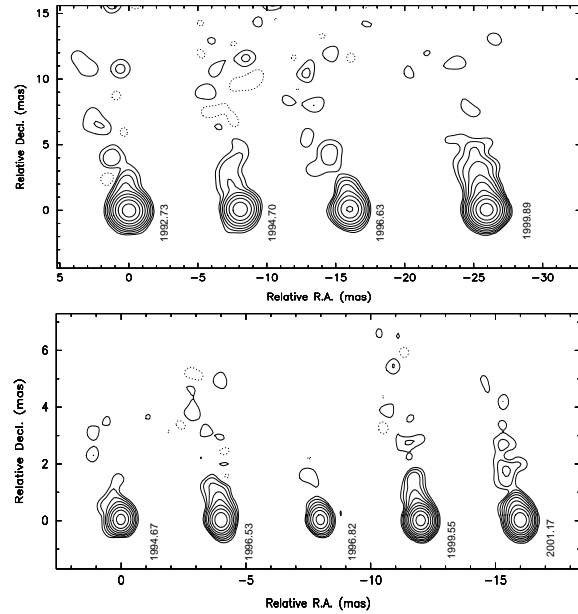 15
10
5
0
Relative Decl. (mas)
1992.73
1994.70
1996.63
1999.89
5 0 −5 −10 −15 −20 −25 −30
Relative R.A. (mas)
6
4
2
0
Relative Decl. (mas)
1994.67
1996.53
1996.82
1999.55
2001.17
0 −5 −10 −15
Relative R.A. (mas)